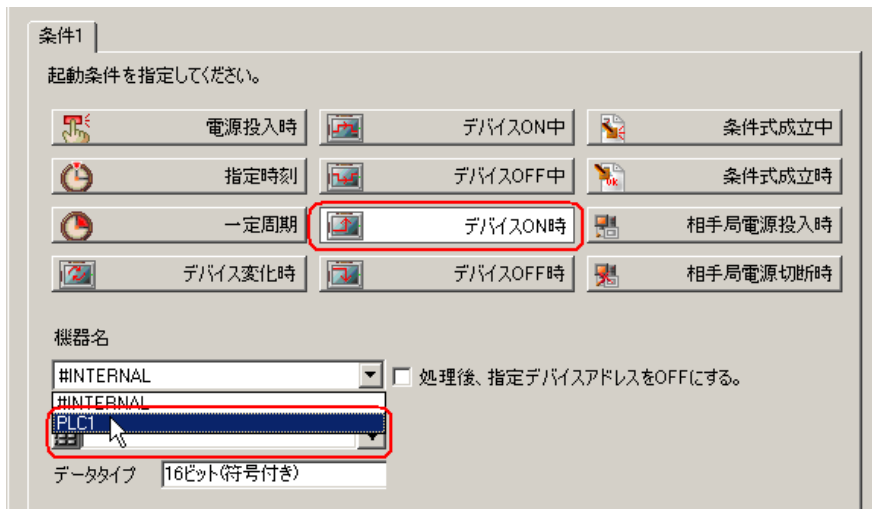 条件1
起動条件を指定してください。
電源投入時 デバイスON中 条件式成立中
指定時刻 デバイスOFF中 条件式成立時
一定周期 デバイスON時 相手局電源投入時
デバイス変化時 デバイスOFF時 相手局電源切断時
機器名
#INTERNAL 処理後、指定デバイスアドレスをOFFにする。
#INTERNAL
PLC1
データタイプ 16ビット(符号付き)